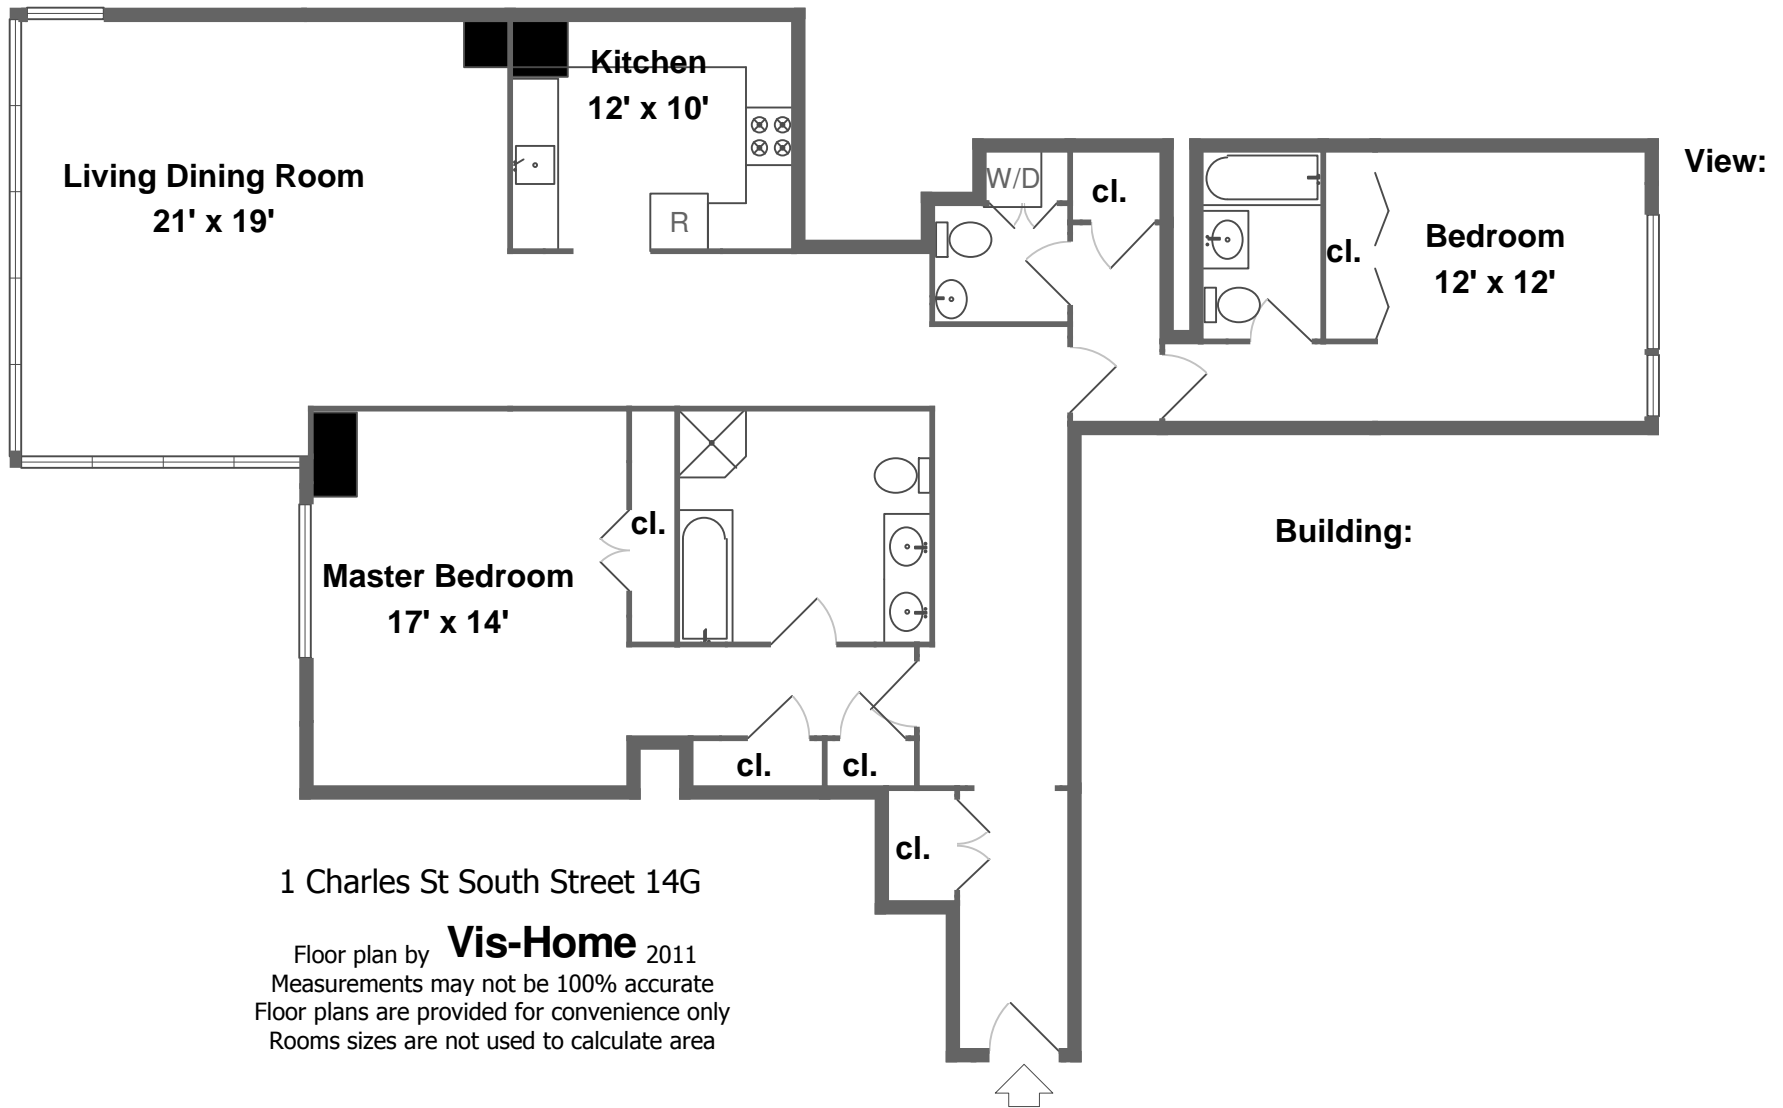 Kitchen
12' x 10'
Living Dining Room
21' x 19'
R
W/D
cl.
cl.
Bedroom
12' x 12'
View:
cl.
Master Bedroom
17' x 14'
Building:
cl.
cl.
cl.
1 Charles St South Street 14G
Floor plan by Vis-Home 2011
Measurements may not be 100% accurate
Floor plans are provided for convenience only
Rooms sizes are not used to calculate area